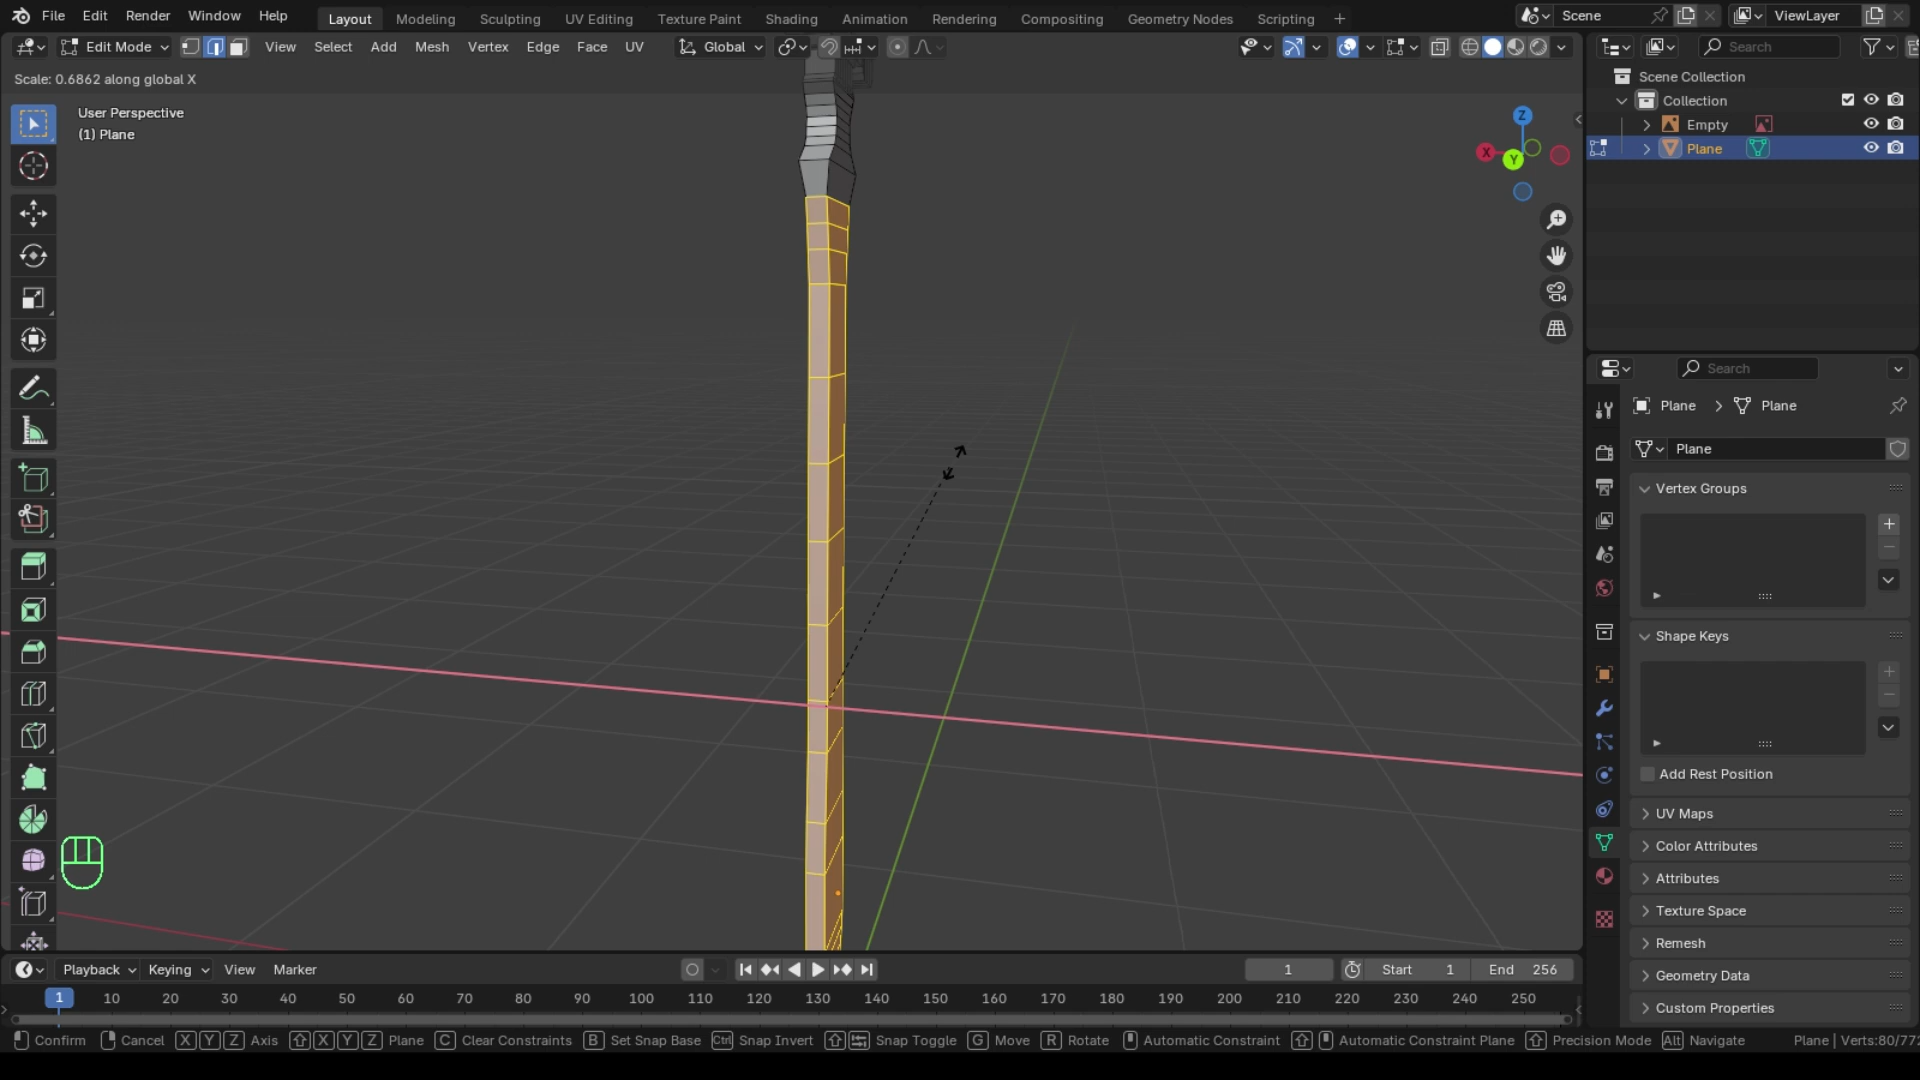 File Edit Render Window Help Layout Modeling Sculpting UV Editing Texture Paint Shading Animation Rendering Compositing Geometry Nodes Scripting + Scene ViewLayer
Edit Mode View Select Add Mesh Vertex Edge Face UV Global Search
Scale: 0.6862 along global X
Scene Collection
Collection
Empty
Plane
User Perspective
(1) Plane
Z
X
Y
Search
Plane > Plane
Plane
Vertex Groups
Shape Keys
Add Rest Position
UV Maps
Color Attributes
Attributes
Texture Space
Remesh
Geometry Data
Custom Properties
Playback Keying View Marker 1 Start 1 End 256
1 10 20 30 40 50 60 70 80 90 100 110 120 130 140 150 160 170 180 190 200 210 220 230 240 250
Confirm Cancel X Y Z Axis X Y Z Plane C Clear Constraints B Set Snap Base Ctrl Snap Invert Snap Toggle G Move R Rotate Automatic Constraint Automatic Constraint Plane Precision Mode Alt Navigate Plane | Verts:80/772